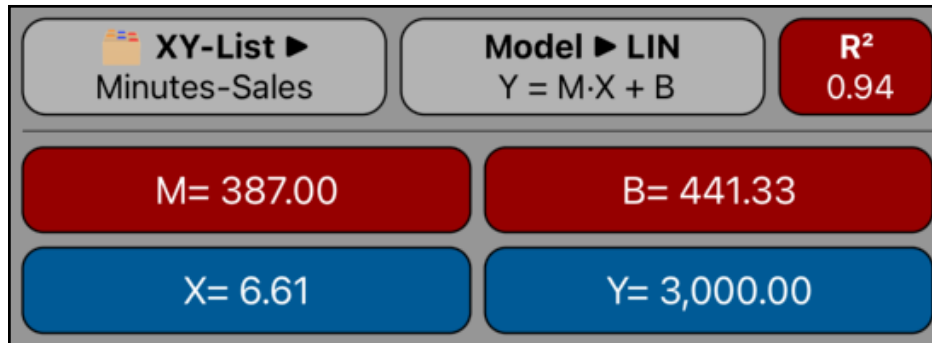 XY-List ▶
Minutes-Sales
Model ▶ LIN
Y = M·X + B
R²
0.94
M= 387.00
B= 441.33
X= 6.61
Y= 3,000.00